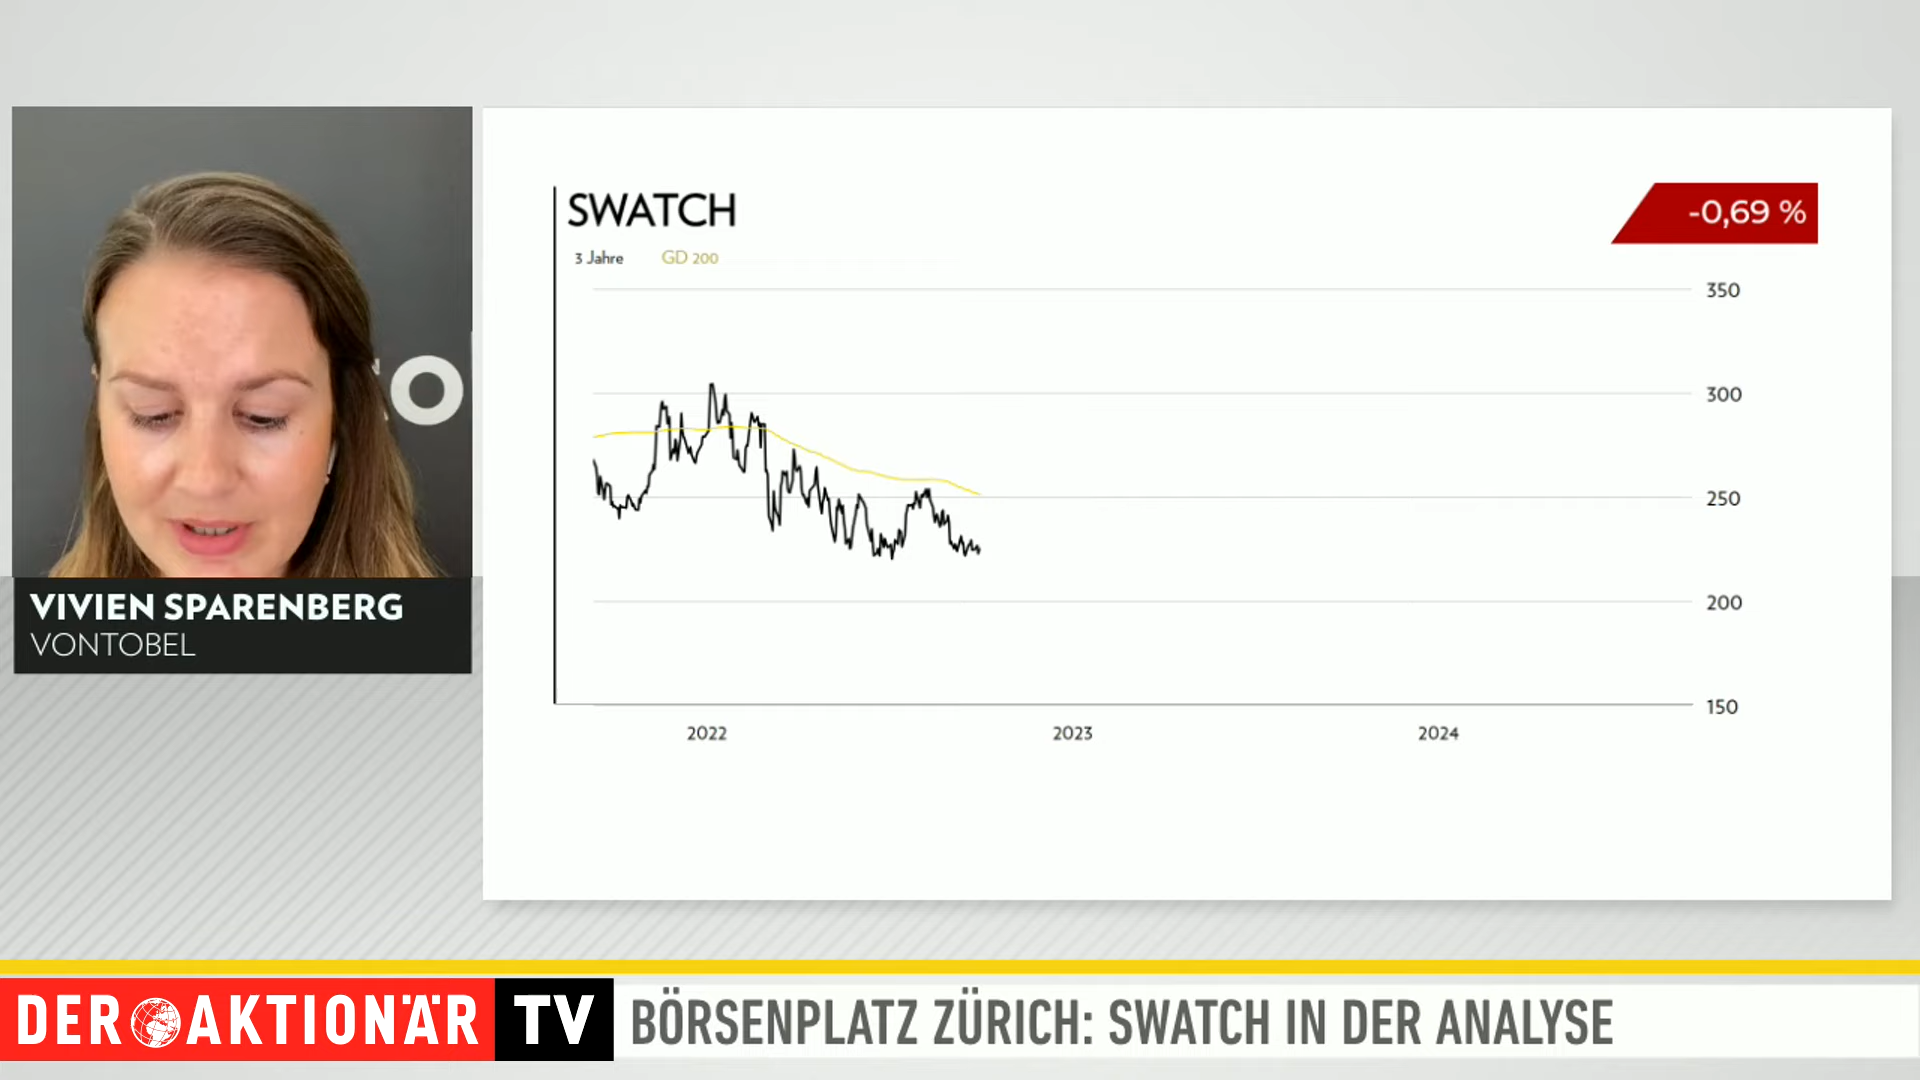 SWATCH
-0,69 %
3 Jahre GD 200
350
300
250
200
150
2022 2023 2024
O
VIVIEN SPARENBERG
VONTOBEL
DER AKTIONÄR TV
BÖRSENPLATZ ZÜRICH: SWATCH IN DER ANALYSE